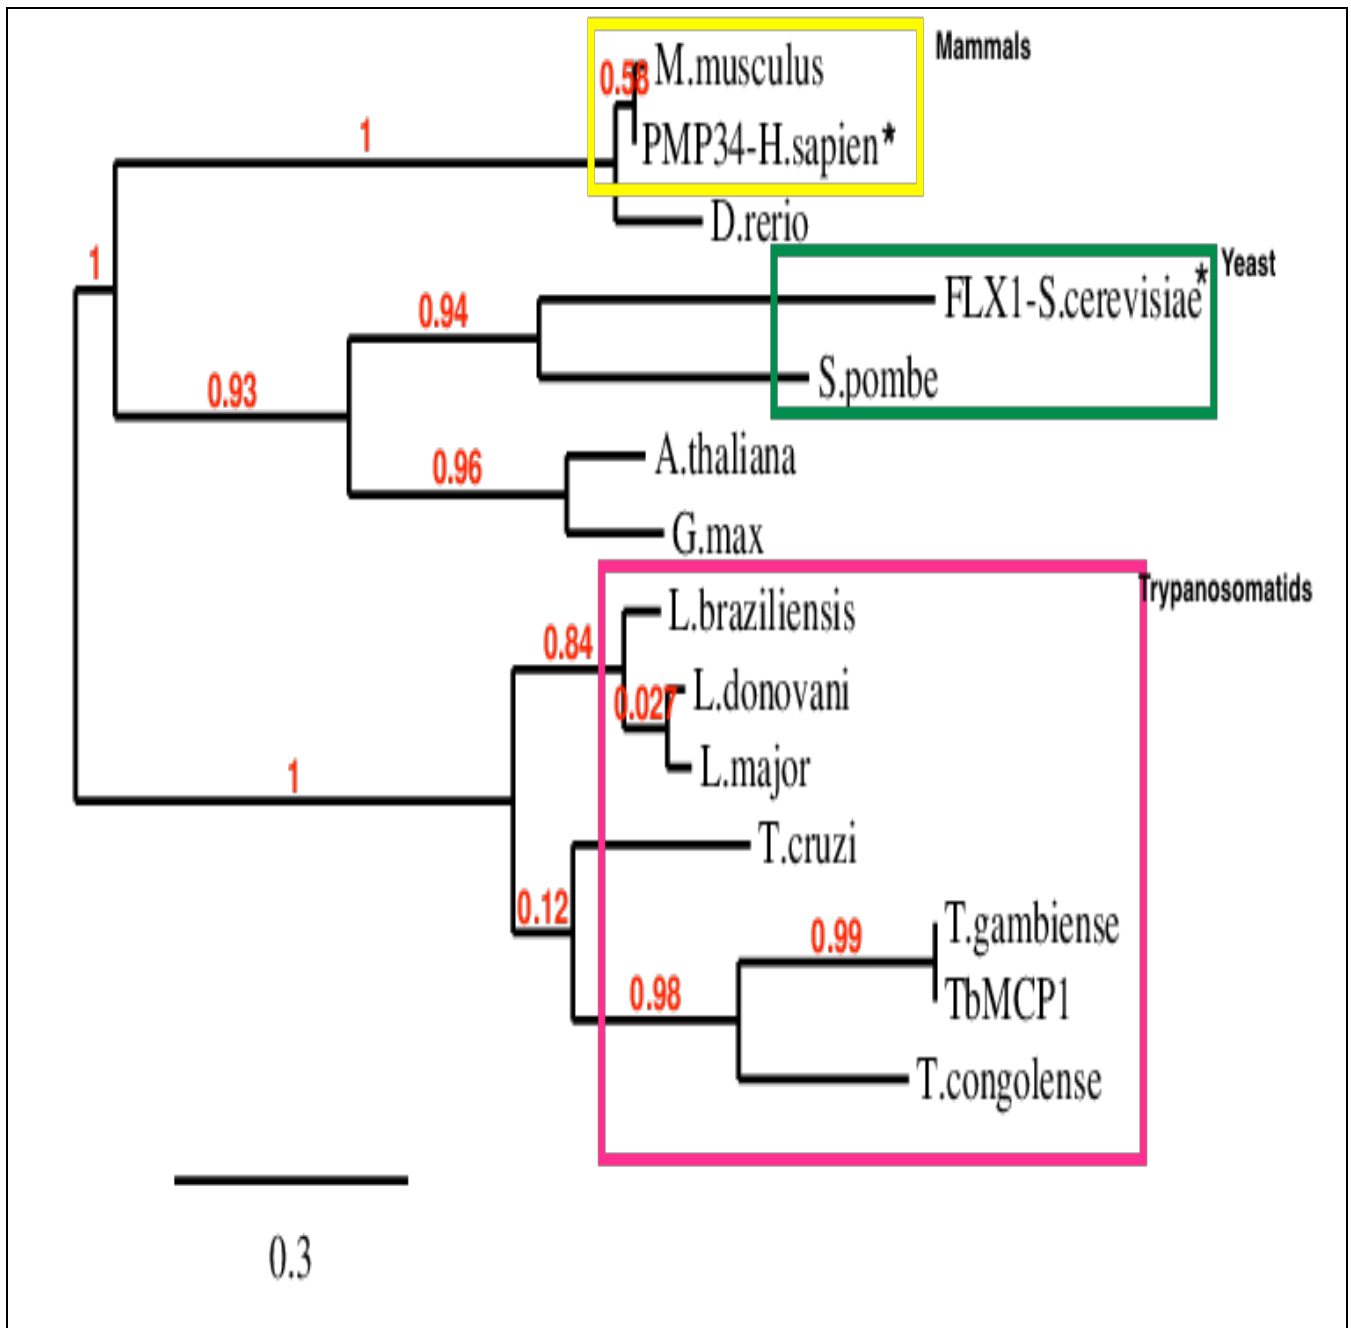 Mammals
0.58
M.musculus
1
PMP34-H.sapien*
D.rerio
1
Yeast
FLX1-S.cerevisiae*
0.94
S.pombe
0.93
A.thaliana
0.96
G.max
Trypanosomatids
L.braziliensis
0.84
L.donovani
0.027
L.major
1
T.cruzi
0.12
T.gambiense
0.99
TbMCP1
0.98
T.congolense
0.3